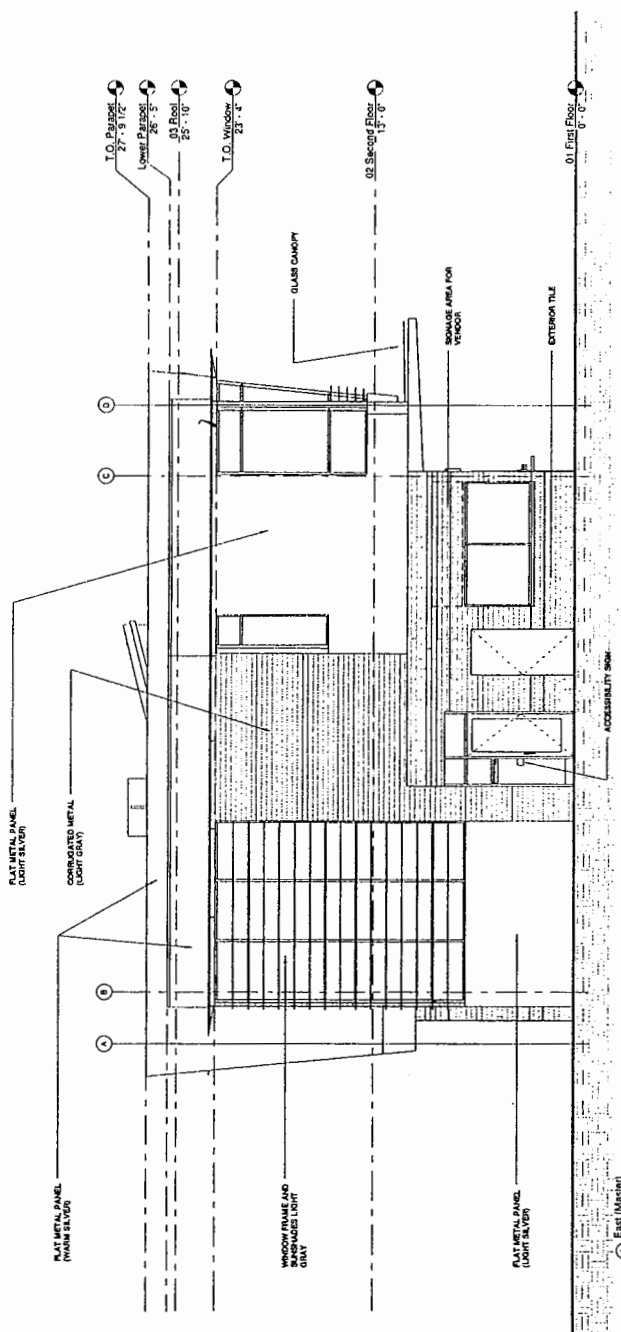 T.O. Parapet
27' - 9 1/2"
Lower Parapet
26' - 5"
03 Roof
25' - 10"
T.O. Window
23' - 4"
02 Second Floor
13' - 0"
01 First Floor
0' - 0"
D
C
B
A
GLASS CANOPY
SIGNAGE AREA FOR
VENDOR
EXTERIOR TILE
FLAT METAL PANEL
(LIGHT SILVER)
CORRUGATED METAL
(LIGHT GRAY)
ACCESSIBILITY SIGN
FLAT METAL PANEL
(WARM SILVER)
WINDOW FRAME AND
SUNSHADES LIGHT
GRAY
FLAT METAL PANEL
(LIGHT SILVER)
East (Master)